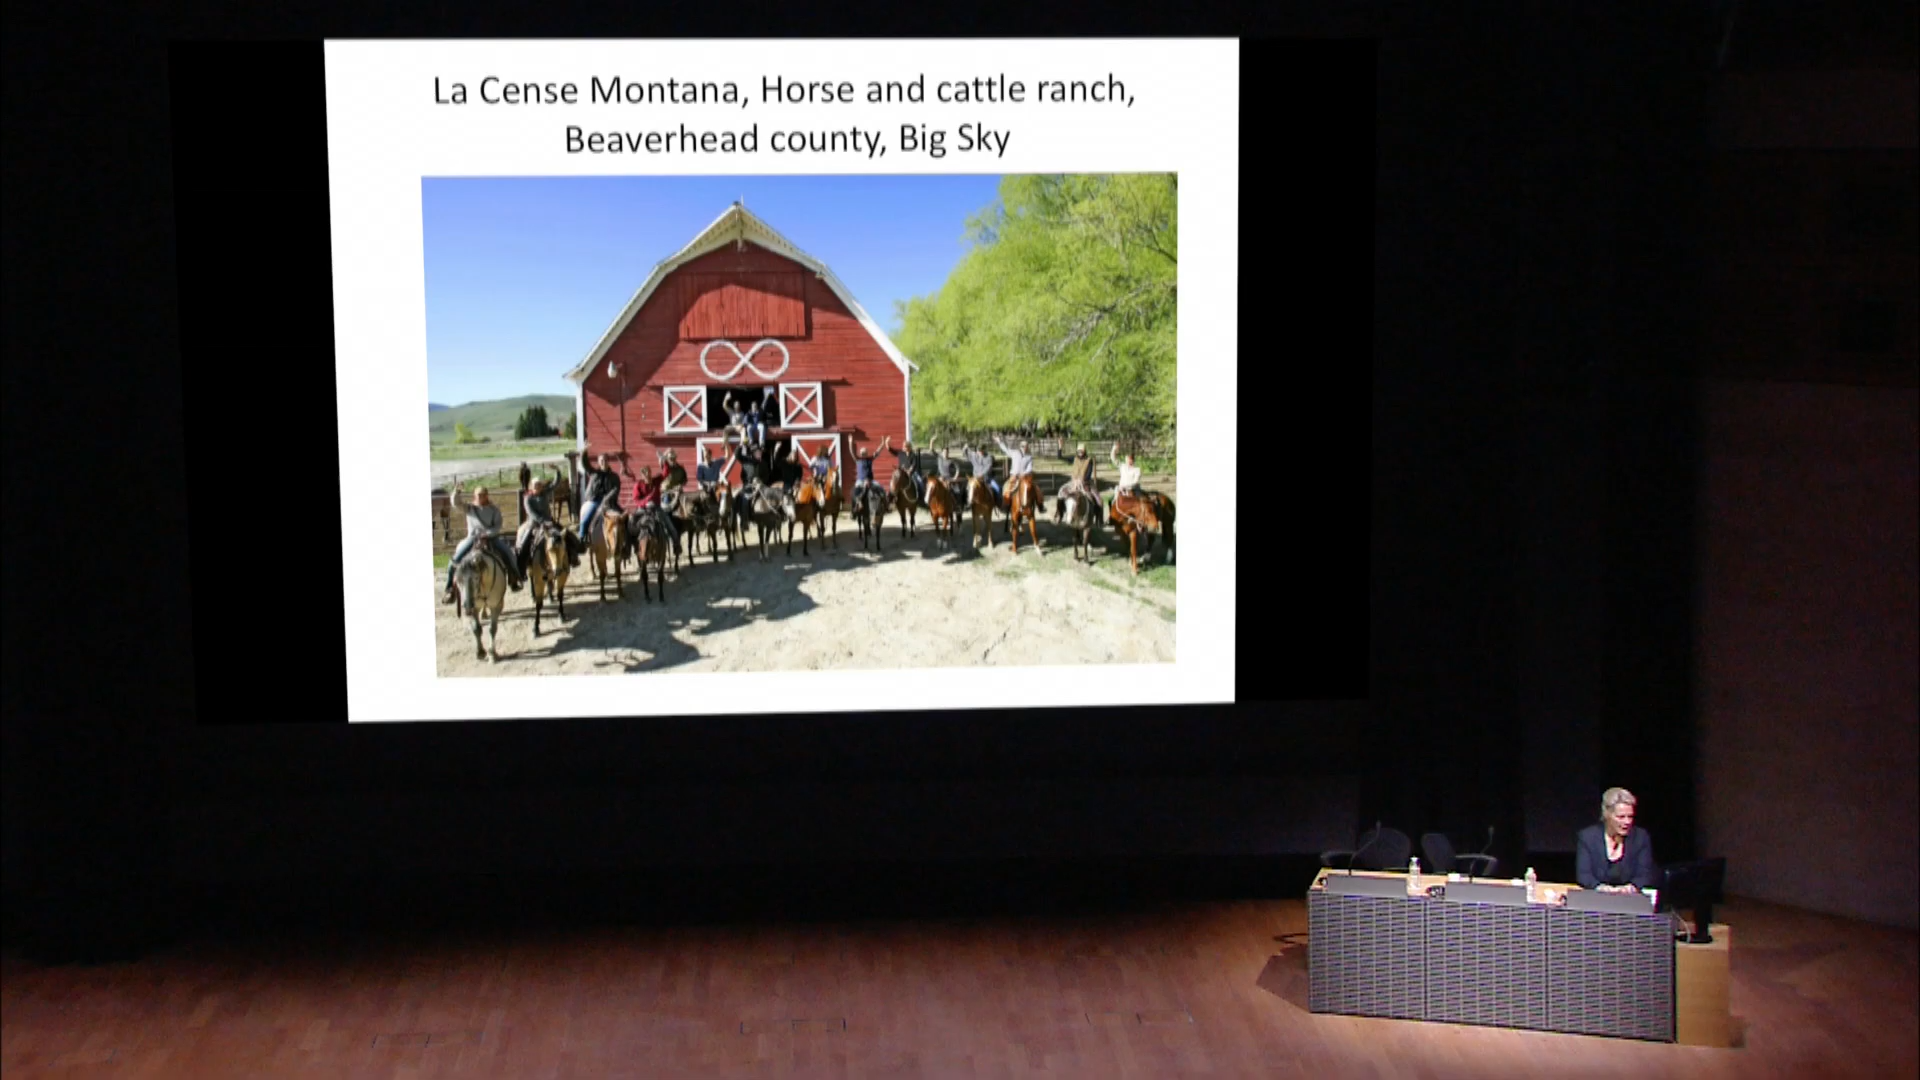 La Cense Montana, Horse and cattle ranch,
Beaverhead county, Big Sky